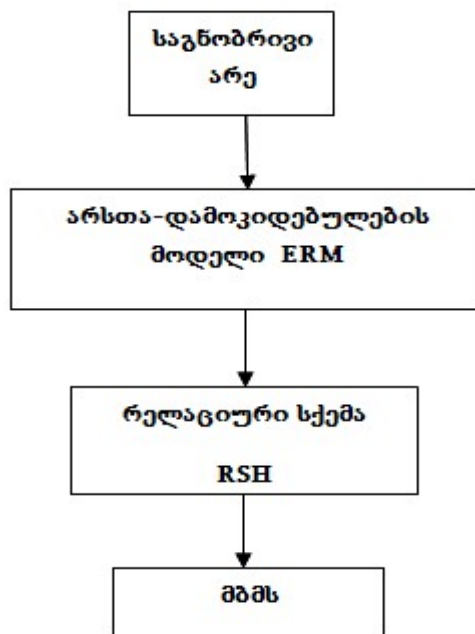 საგნობრივი
არე
არსთა-დამოკიდებულების
მოდელი ERM
რელაციური სქემა
RSH
მბმს